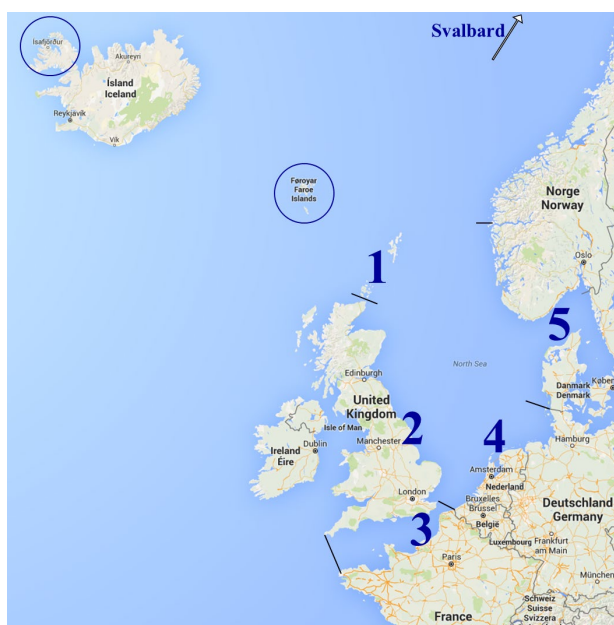 Svalbard
Ísafjörður
Akureyri
Ísland
Iceland
Reykjavík
Vik
Føroyar
Faroe
Islands
Norge
Norway
Oslo
1
5
North Sea
Edinburgh
Danmark
Denmark
Køben
United
Kingdom
Isle of Man
2
4
Hamburg
Ireland
Éire
Dublin
Manchester
Amsterdam
Nederland
London
Bruxelles
Brussel
België
Deutschland
Germany
3
Luxembourg
Frankfurt
am Main
Paris
München
Schweiz
Suisse
Svizzera
France